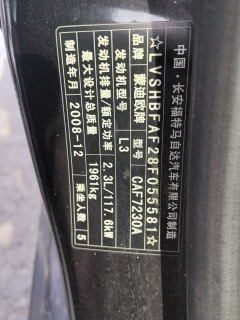 中国·长安福特马自达汽车有限公司制造
☆LVSHBFAF28F055581☆
品牌 蒙迪欧牌 型号 CAF7230A
发动机型号 L3
发动机排量/额定功率 2.3L/117.6kW
最大设计总质量 1961kg
制造年月 2008-12 乘坐人数 5